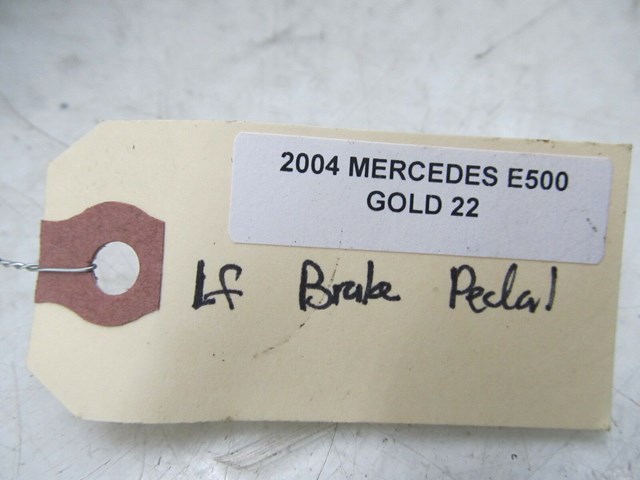 2004 MERCEDES E500
GOLD 22
Lf Brake Pedal